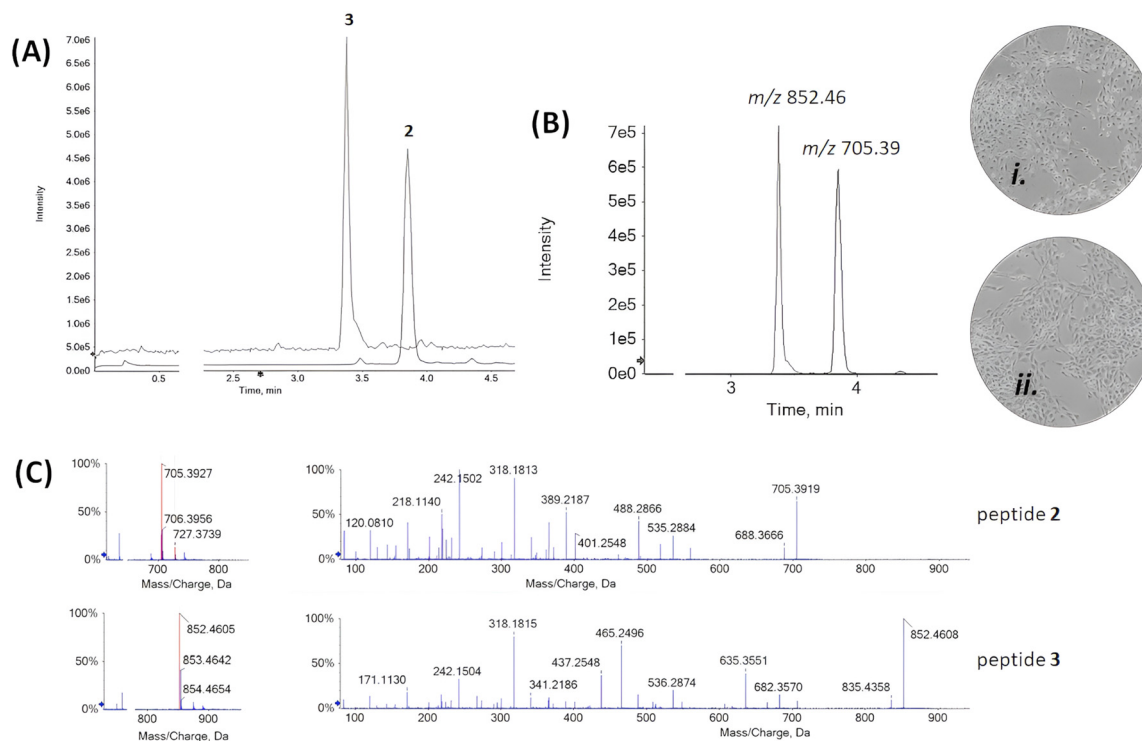 (A)
3
2
7.0e6
6.5e6
6.0e6
5.5e6
5.0e6
4.5e6
4.0e6
3.5e6
3.0e6
2.5e6
2.0e6
1.5e6
1.0e6
5.0e5
0.0e0
Intensity
0.5 2.5 3.0 3.5 4.0 4.5
Time, min
(B)
m/z 852.46
m/z 705.39
7e5
6e5
5e5
4e5
3e5
2e5
1e5
0e0
Intensity
3 4
Time, min
i.
ii.
(C)
100%
50%
0%
705.3927
706.3956
727.3739
700 800
Mass/Charge, Da
100%
50%
0%
120.0810
218.1140
242.1502
318.1813
389.2187
401.2548
488.2866
535.2884
688.3666
705.3919
100 200 300 400 500 600 700 800 900
Mass/Charge, Da
peptide 2
100%
50%
0%
852.4605
853.4642
854.4654
800 900
Mass/Charge, Da
100%
50%
0%
171.1130
242.1504
318.1815
341.2186
437.2548
465.2496
536.2874
635.3551
682.3570
835.4358
852.4608
100 200 300 400 500 600 700 800 900
Mass/Charge, Da
peptide 3